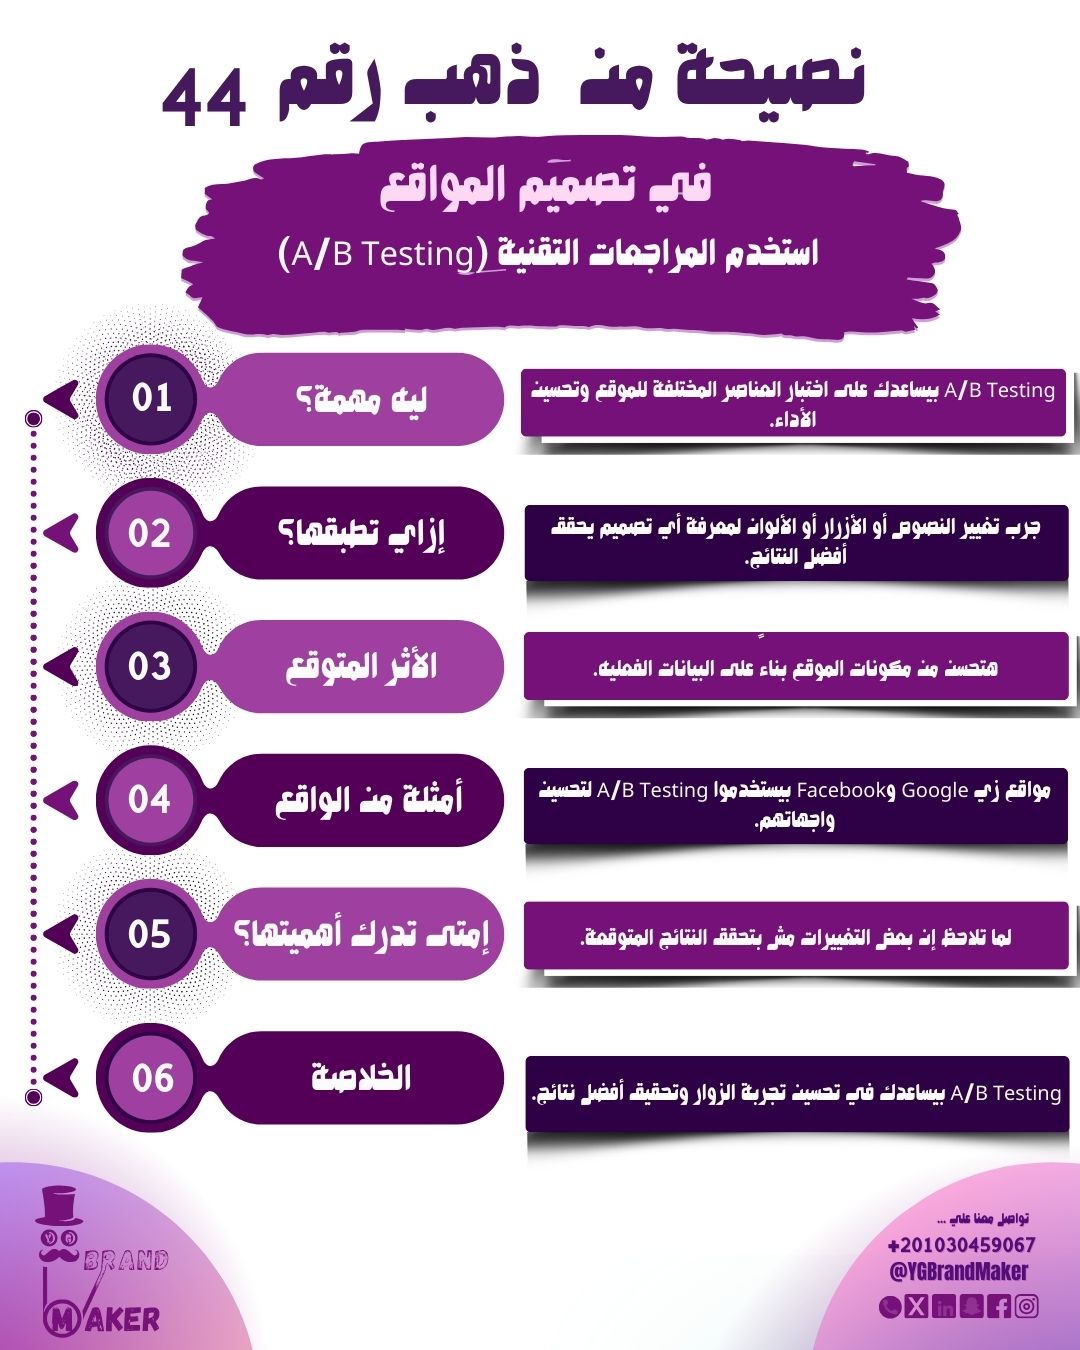 نصيحة من ذهب رقم 44
في تصميم المواقع
استخدم المراجعات التقنية (A/B Testing)
01
ليه مهمة؟
A/B Testing بيساعدك على اختبار العناصر المختلفة للموقع وتحسين
الأداء.
02
إزاي تطبقها؟
جرب تغيير النصوص أو الأزرار أو الألوان لمعرفة أي تصميم يحقق
أفضل النتائج.
03
الأثر المتوقع
هتحسن من مكونات الموقع بناءً على البيانات الفعلية.
04
أمثلة من الواقع
مواقع زي Google وFacebook بيستخدموا A/B Testing لتحسين
واجهاتهم.
05
إمتى تدرك أهميتها؟
لما تلاحظ إن بعض التغييرات مش بتحقق النتائج المتوقعة.
06
الخلاصة
A/B Testing بيساعدك في تحسين تجربة الزوار وتحقيق أفضل نتائج.
BRAND
MAKER
تواصل معنا علي ...
+201030459067
@YGBrandMaker